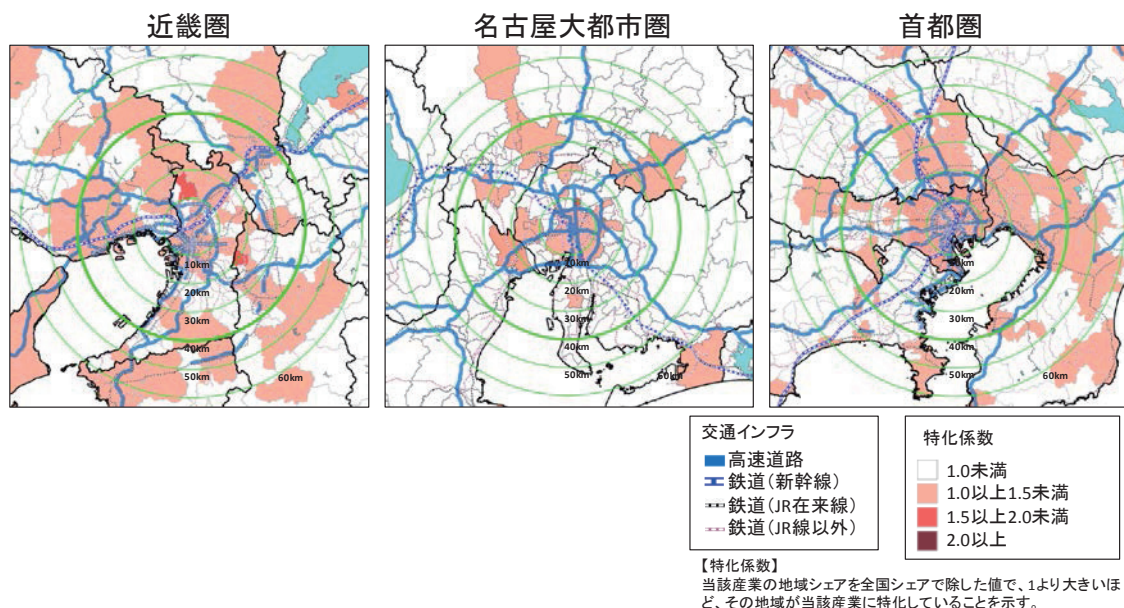 近畿圏
名古屋大都市圏
首都圏
10km
20km
30km
40km
50km
60km
20km
30km
40km
50km
60km
20km
30km
40km
50km
60km
交通インフラ
高速道路
鉄道(新幹線)
鉄道(JR在来線)
鉄道(JR線以外)
特化係数
1.0未満
1.0以上1.5未満
1.5以上2.0未満
2.0以上
【特化係数】
当該産業の地域シェアを全国シェアで除した値で、1より大きいほ
ど、その地域が当該産業に特化していることを示す。